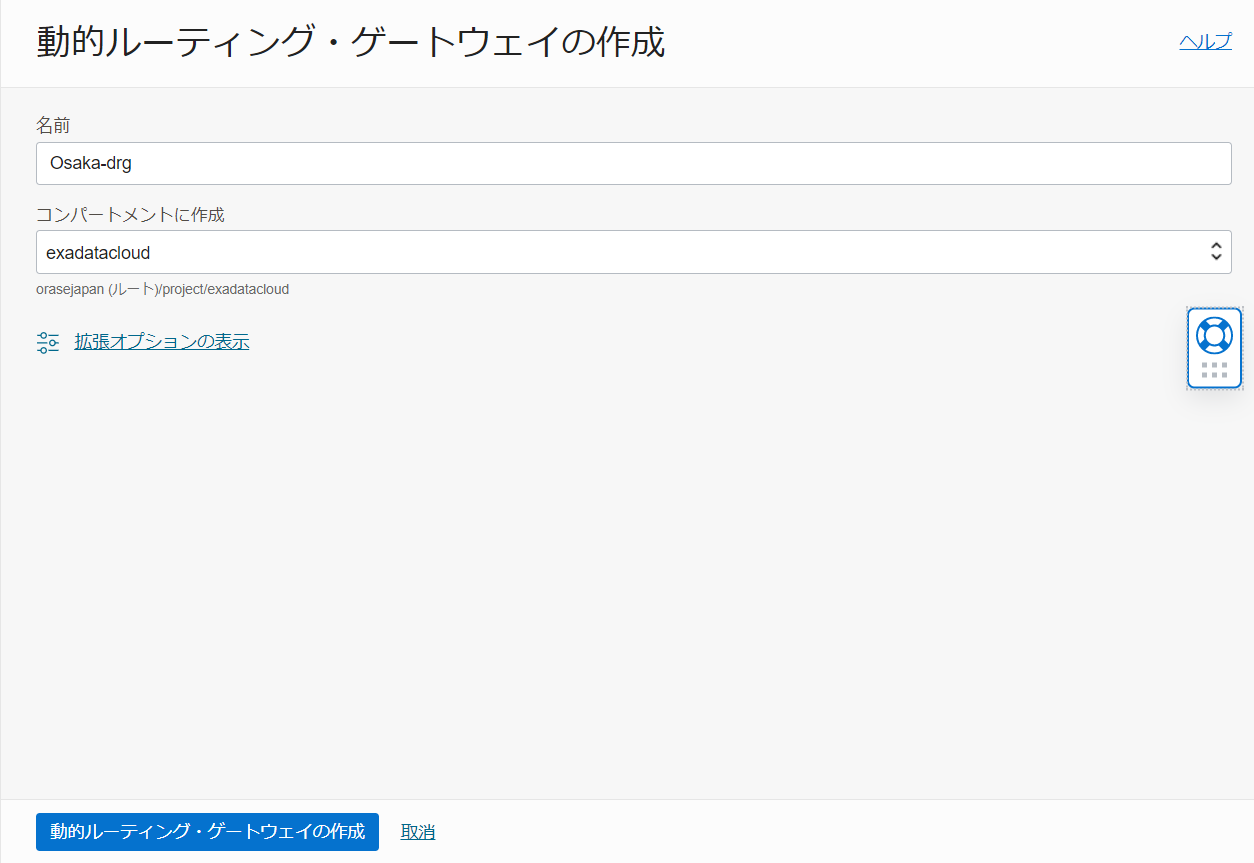 動的ルーティング・ゲートウェイの作成
ヘルプ
名前
Osaka-drg
コンパートメントに作成
exadatacloud
orasejapan (ルート)/project/exadatacloud
拡張オプションの表示
動的ルーティング・ゲートウェイの作成
取消